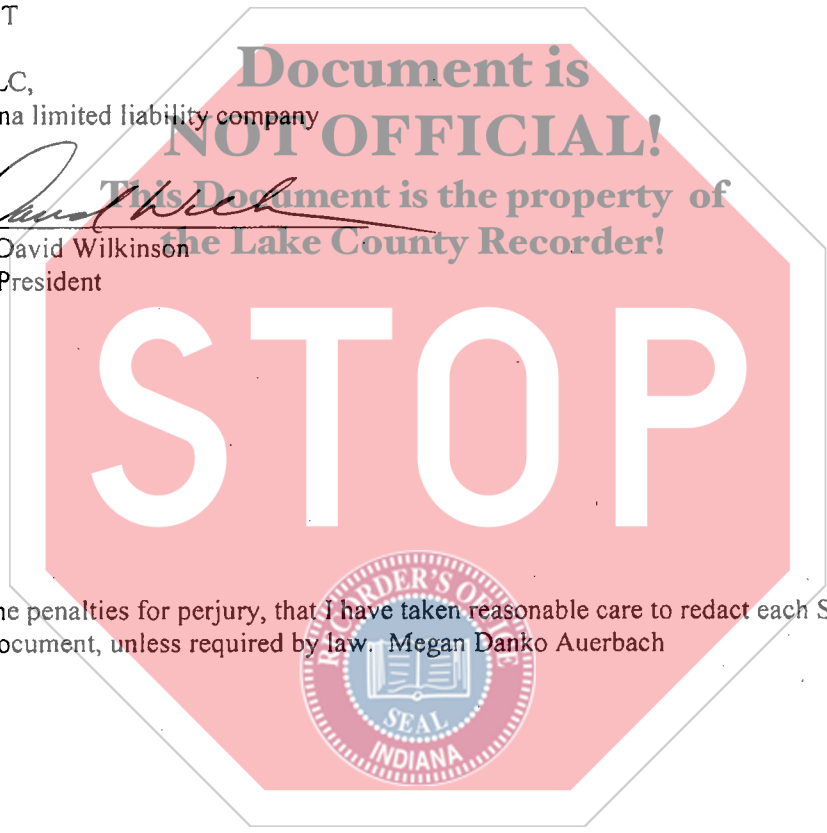 T
Document is
LC,
na limited liability company
NOT OFFICIAL!
This Document is the property of
David Wilkinson
the Lake County Recorder!
President
STOP
RECORDER'S OFFICE
SEAL
INDIANA
he penalties for perjury, that I have taken reasonable care to redact each S
ocument, unless required by law. Megan Danko Auerbach